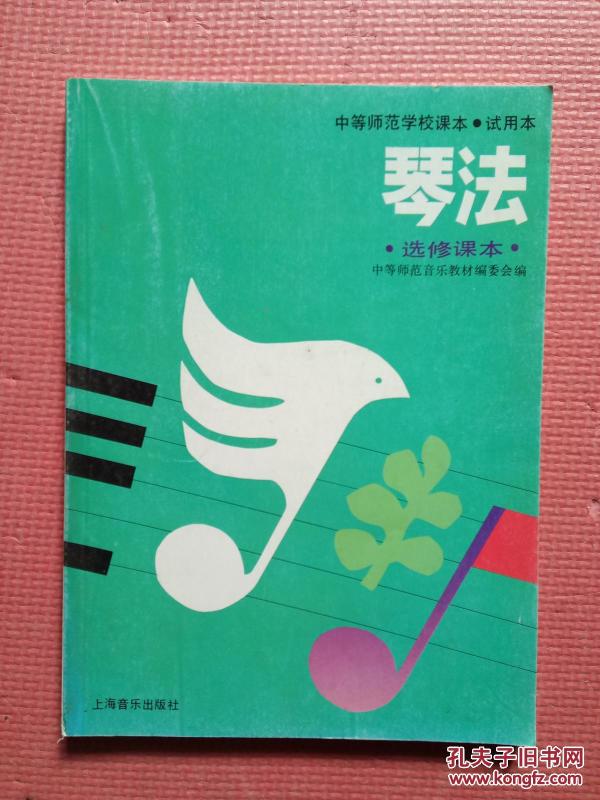 中等师范学校课本•试用本
琴法
•选修课本•
中等师范音乐教材编委会编
上海音乐出版社
孔夫子旧书网
www.kongfz.com